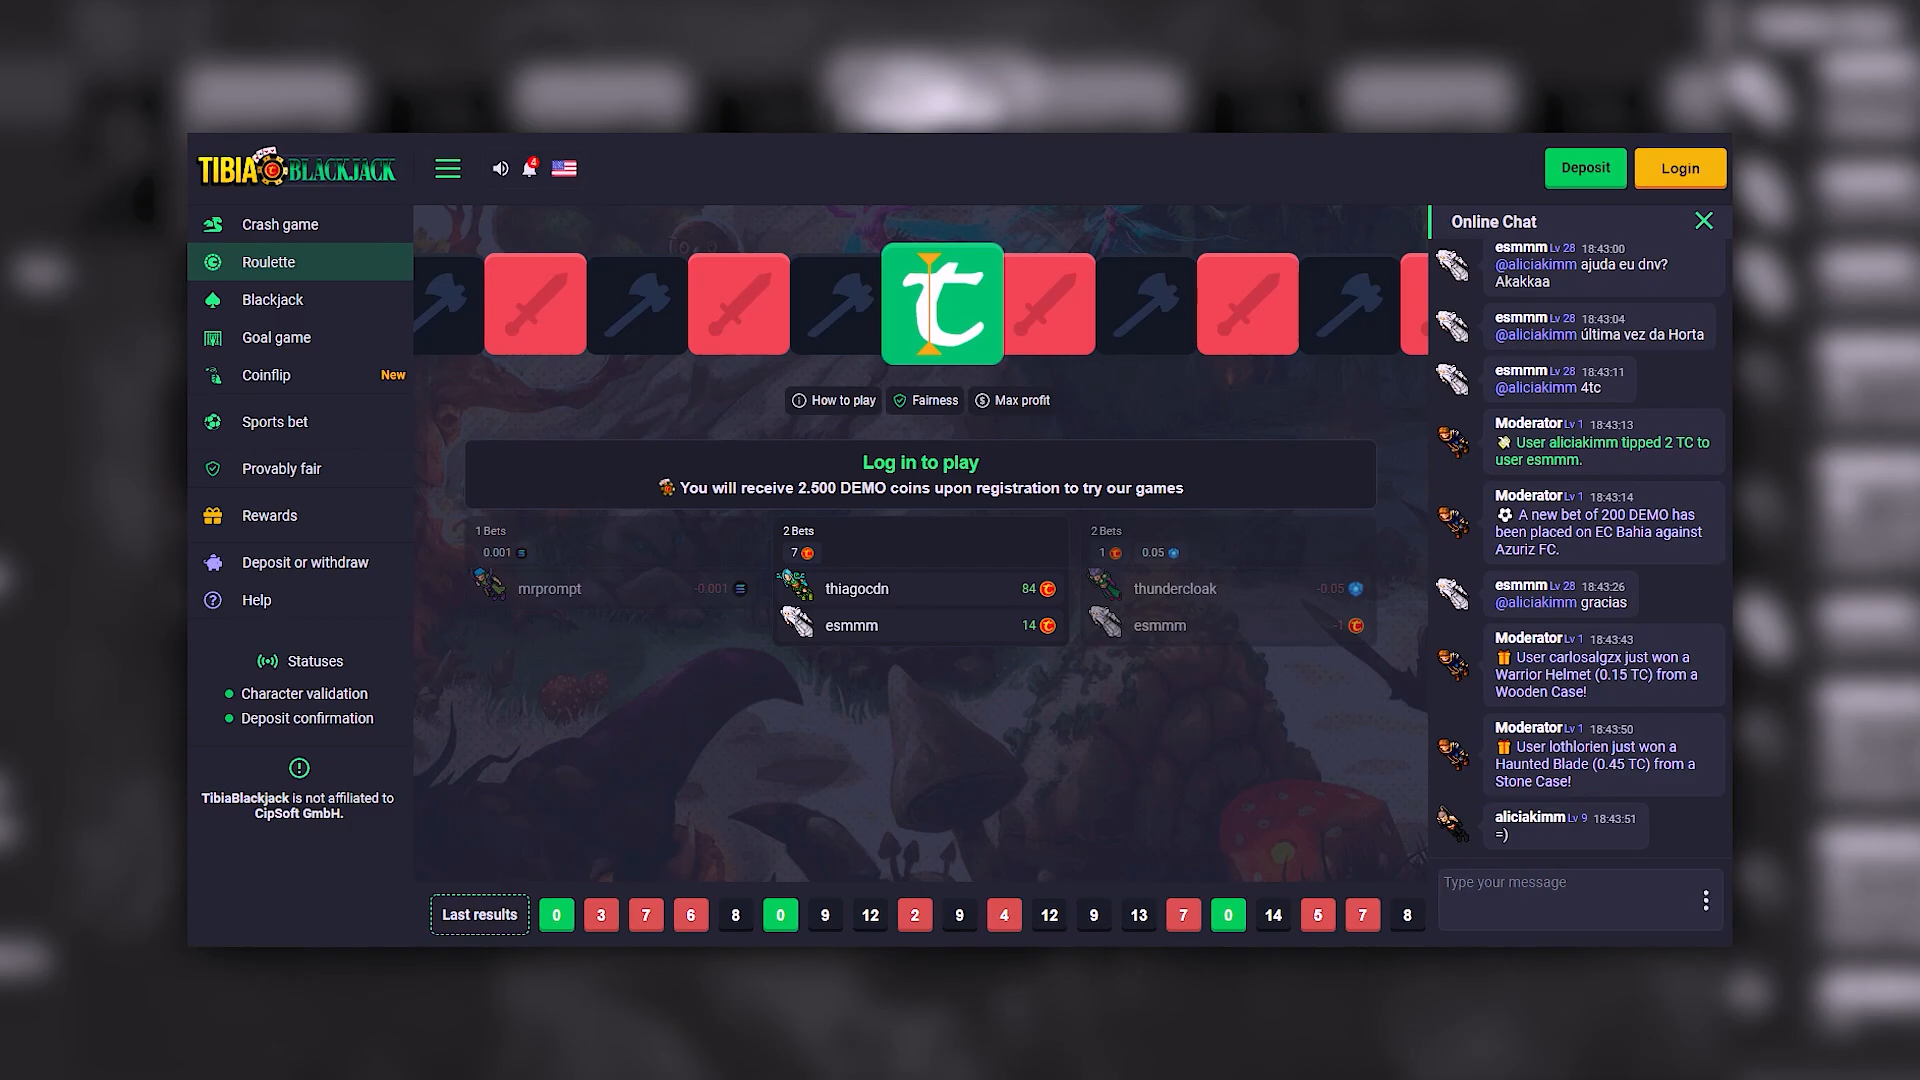 TIBIA BLACKJACK
4
Deposit
Login
Crash game
Roulette
Blackjack
Goal game
Coinflip New
Sports bet
Provably fair
Rewards
Deposit or withdraw
Help
Statuses
Character validation
Deposit confirmation
TibiaBlackjack is not affiliated to
CipSoft GmbH.
t
How to play
Fairness
Max profit
Log in to play
You will receive 2.500 DEMO coins upon registration to try our games
1 Bets
0.001
mrprompt -0.001
2 Bets
7
thiagocdn 84
esmmm 14
2 Bets
1 0.05
thundercloak -0.05
esmmm -1
Last results 0 3 7 6 8 0 9 12 2 9 4 12 9 13 7 0 14 5 7 8
Online Chat
esmmm Lv 28 18:43:00
@aliciakimm ajuda eu dnv?
Akakkaa
esmmm Lv 28 18:43:04
@aliciakimm última vez da Horta
esmmm Lv 28 18:43:11
@aliciakimm 4tc
Moderator Lv 1 18:43:13
User aliciakimm tipped 2 TC to
user esmmm.
Moderator Lv 1 18:43:14
A new bet of 200 DEMO has
been placed on EC Bahia against
Azuriz FC.
esmmm Lv 28 18:43:26
@aliciakimm gracias
Moderator Lv 1 18:43:43
User carlosalgzx just won a
Warrior Helmet (0.15 TC) from a
Wooden Case!
Moderator Lv 1 18:43:50
User lothlorien just won a
Haunted Blade (0.45 TC) from a
Stone Case!
aliciakimm Lv 9 18:43:51
=)
Type your message